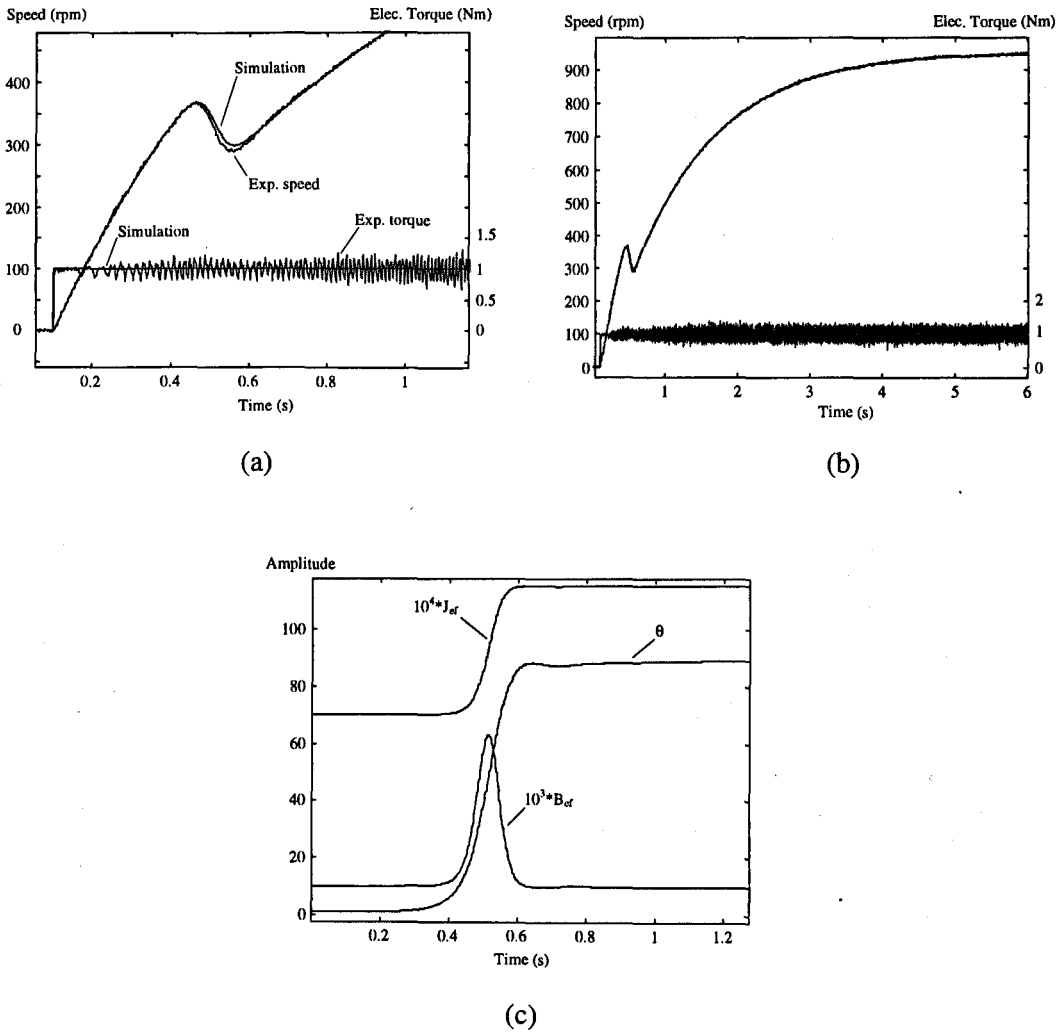 Speed (rpm)
Elec. Torque (Nm)
400
300
200
100
0
Simulation
Exp. speed
Simulation
Exp. torque
1.5
1
0.5
0
0.2
0.4
0.6
0.8
1
Time (s)
(a)
Speed (rpm)
Elec. Torque (Nm)
900
800
700
600
500
400
300
200
100
0
2
1
0
1
2
3
4
5
6
Time (s)
(b)
Amplitude
100
80
60
40
20
0
10⁴*J_ef
θ
10³*B_ef
0.2
0.4
0.6
0.8
1
1.2
Time (s)
(c)